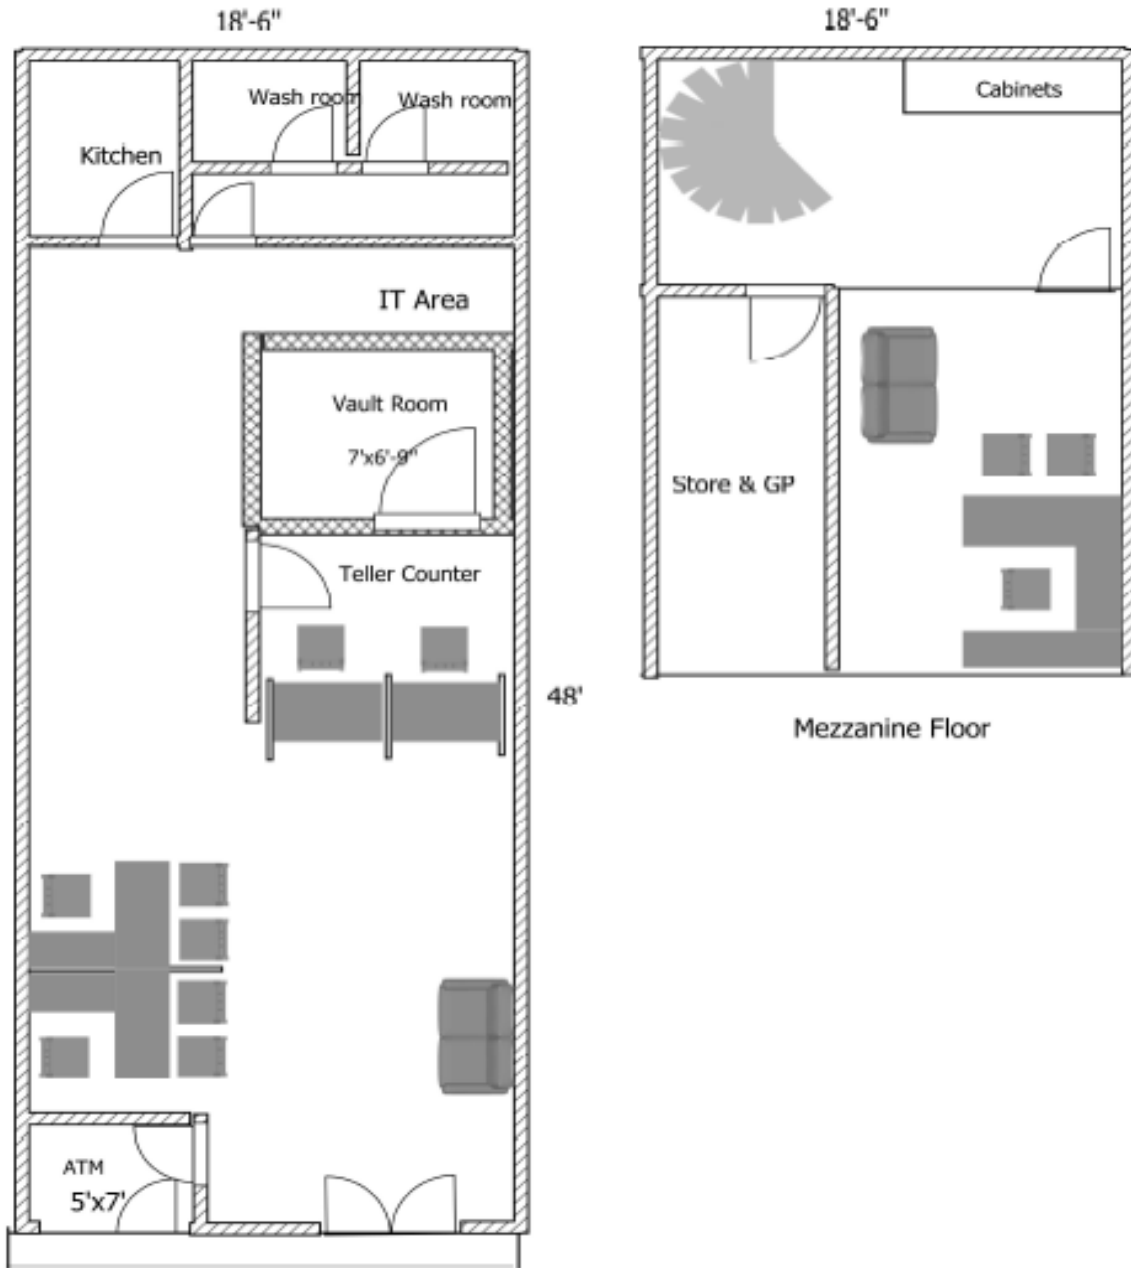 18'-6"
18'-6"
Wash room
Wash room
Cabinets
Kitchen
IT Area
Vault Room
7'x6'-9"
Store & GP
Teller Counter
48'
Mezzanine Floor
ATM
5'x7'